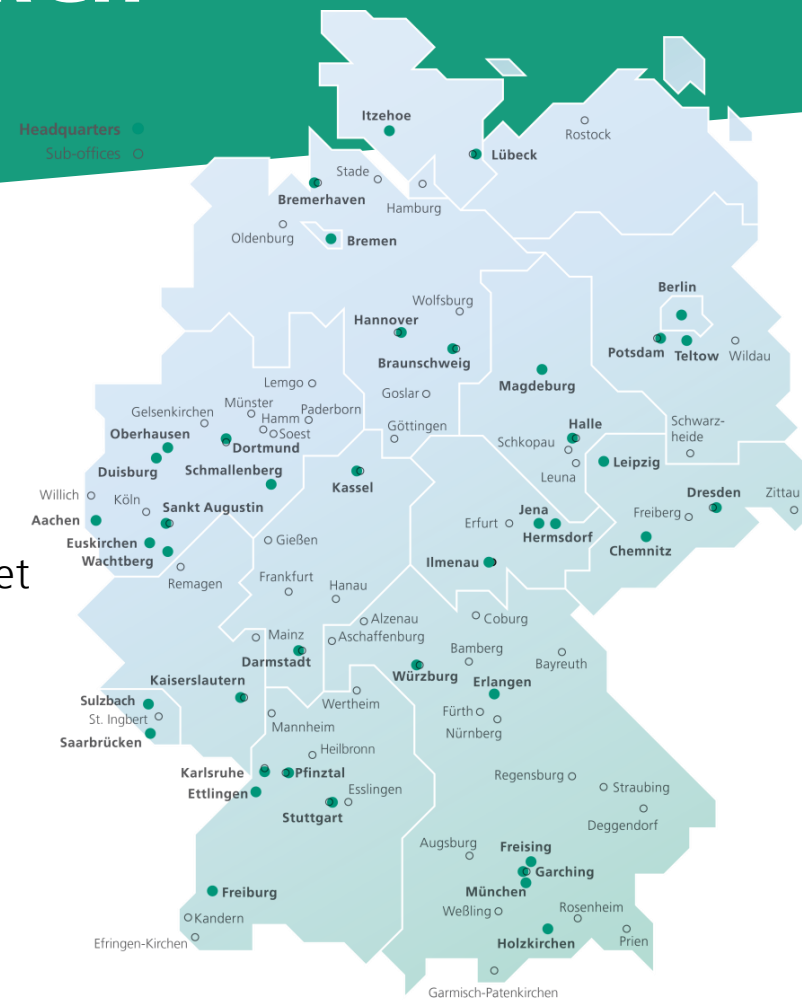 Itzehoe
Headquarters
Rostock
Sub-offices
Lübeck
Stade
Bremerhaven
Hamburg
Oldenburg
Bremen
Berlin
Wolfsburg
Hannover
Potsdam
Teltow
Wildau
Braunschweig
Lemgo
Magdeburg
Goslar
Münster
Paderborn
Gelsenkirchen
Hamm
Göttingen
Halle
Schwarz-
heide
Oberhausen
Soest
Schkopau
Dortmund
Leipzig
Duisburg
Schmallenberg
Leuna
Kassel
Willich
Köln
Dresden
Zittau
Sankt Augustin
Jena
Freiberg
Aachen
Erfurt
Hermsdorf
Euskirchen
Gießen
Chemnitz
Wachtberg
Ilmenau
et
Remagen
Frankfurt
Hanau
Alzenau
Coburg
Mainz
Aschaffenburg
Bamberg
Darmstadt
Bayreuth
Kaiserslautern
Würzburg
Erlangen
Sulzbach
Wertheim
St. Ingbert
Fürth
Mannheim
Nürnberg
Saarbrücken
Heilbronn
Karlsruhe
Pfinztal
Regensburg
Straubing
Ettlingen
Esslingen
Stuttgart
Deggendorf
Augsburg
Freising
Garching
Freiburg
München
Weßling
Rosenheim
Kandern
Efringen-Kirchen
Holzkirchen
Prien
Garmisch-Patenkirchen